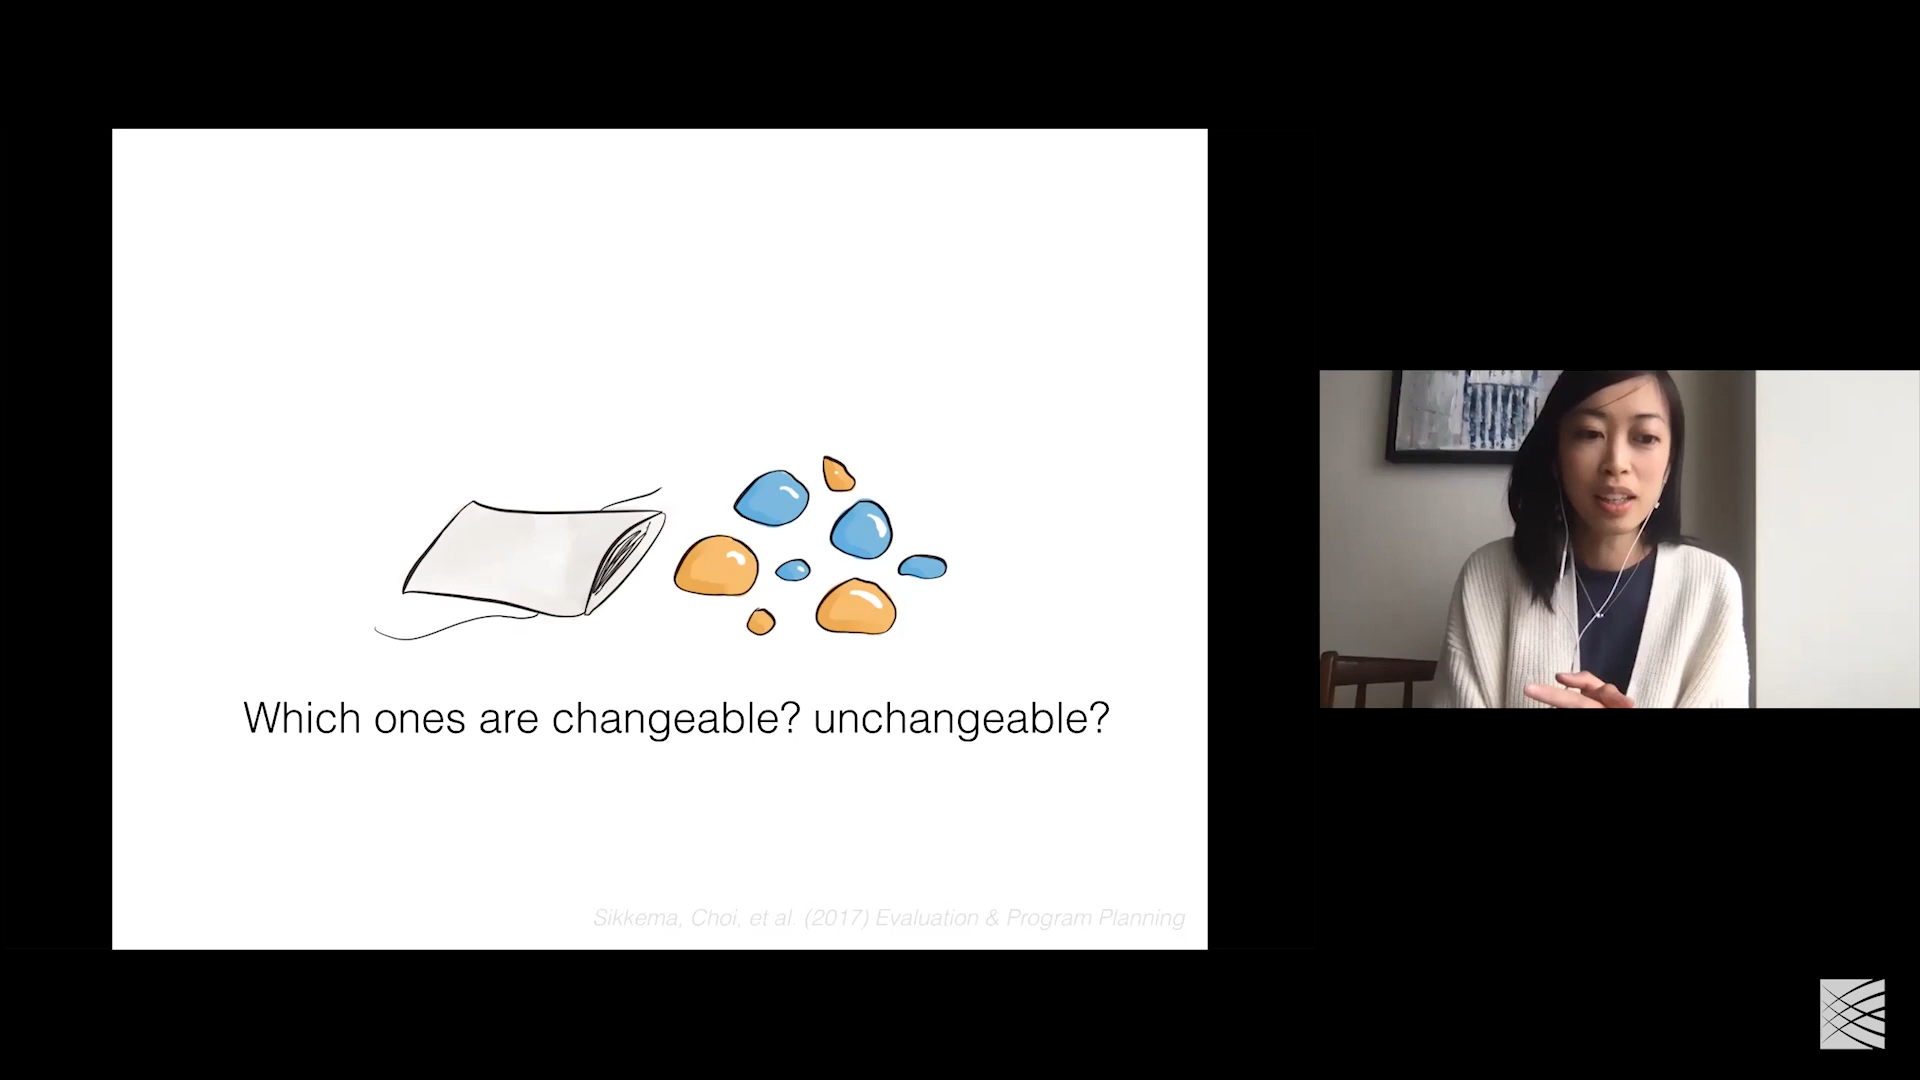 Which ones are changeable? unchangeable?
Sikkema, Choi, et al. (2017) Evaluation & Program Planning